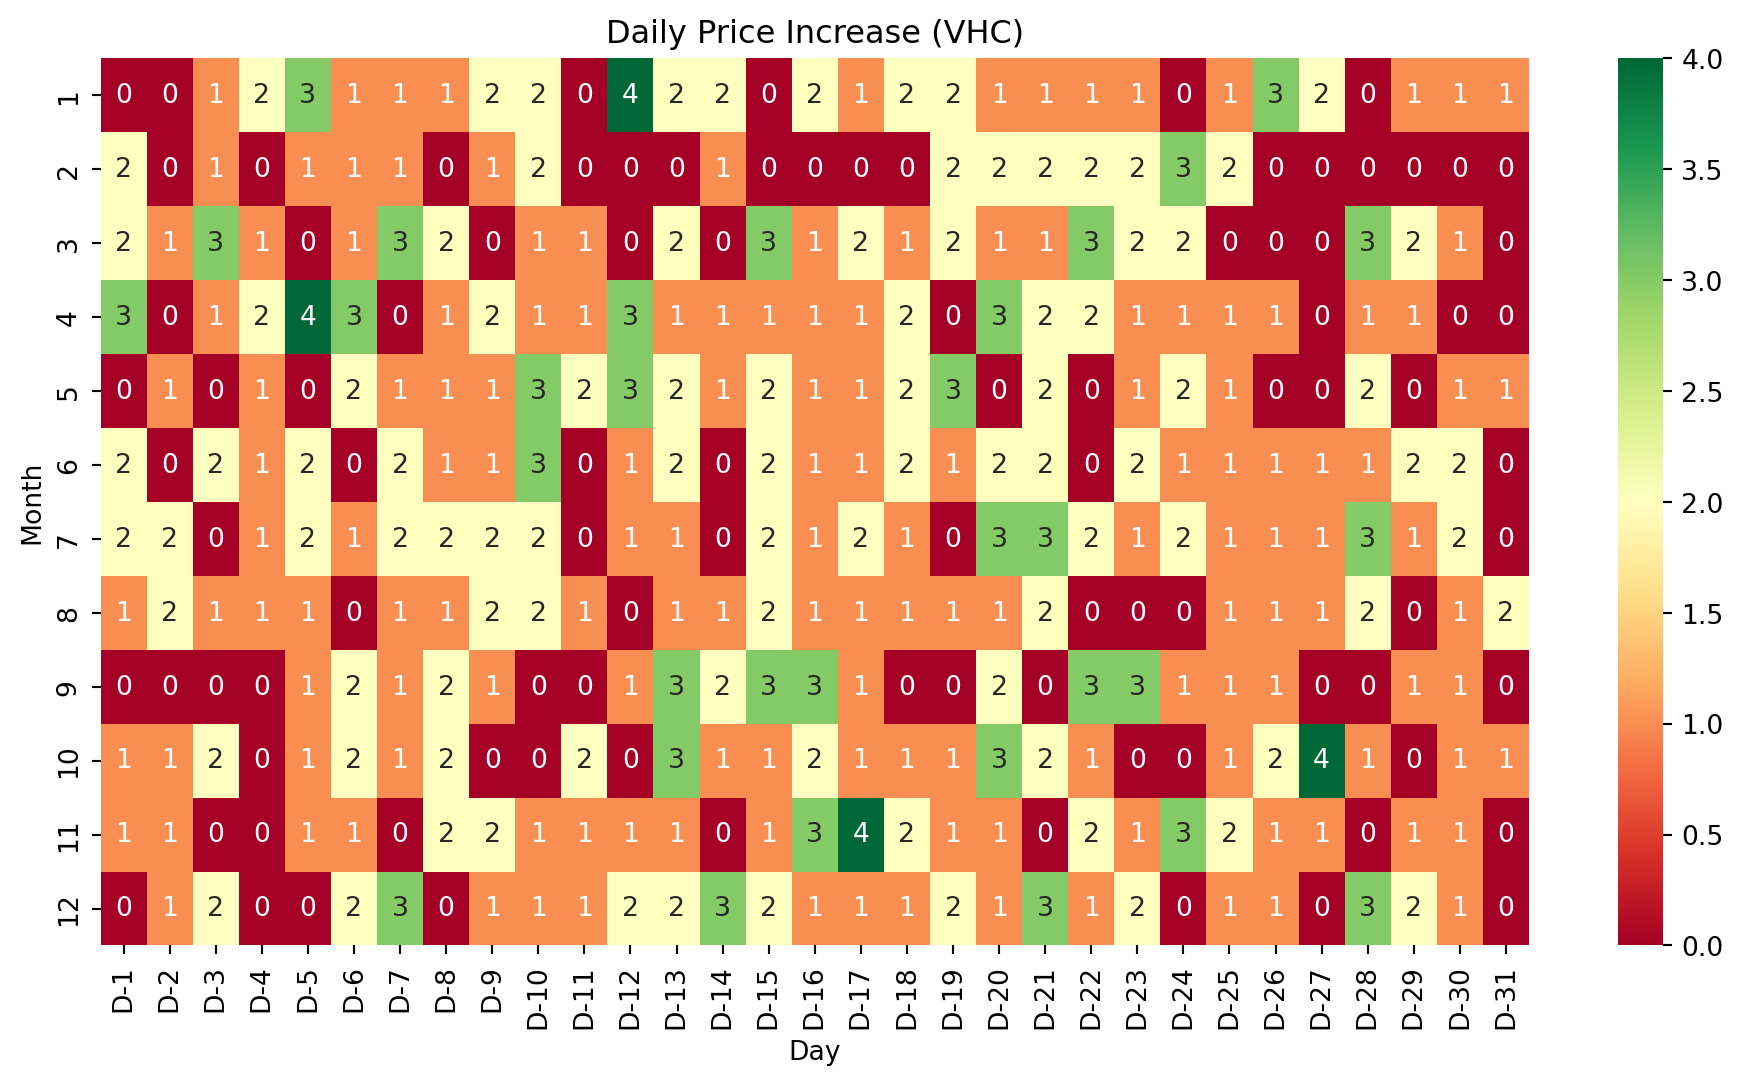 Daily Price Increase (VHC)
1 0 0 1 2 3 1 1 1 2 2 0 4 2 2 0 2 1 2 2 1 1 1 1 0 1 3 2 0 1 1 1
2 2 0 1 0 1 1 1 0 1 2 0 0 0 1 0 0 0 0 2 2 2 2 2 3 2 0 0 0 0 0 0
3 2 1 3 1 0 1 3 2 0 1 1 0 2 0 3 1 2 1 2 1 1 3 2 2 0 0 0 3 2 1 0
4 3 0 1 2 4 3 0 1 2 1 1 3 1 1 1 1 1 2 0 3 2 2 1 1 1 1 0 1 1 0 0
5 0 1 0 1 0 2 1 1 1 3 2 3 2 1 2 1 1 2 3 0 2 0 1 2 1 0 0 2 0 1 1
6 2 0 2 1 2 0 2 1 1 3 0 1 2 0 2 1 1 2 1 2 2 0 2 1 1 1 1 1 2 2 0
7 2 2 0 1 2 1 2 2 2 2 0 1 1 0 2 1 2 1 0 3 3 2 1 2 1 1 1 3 1 2 0
8 1 2 1 1 1 0 1 1 2 2 1 0 1 1 2 1 1 1 1 1 2 0 0 0 1 1 1 2 0 1 2
9 0 0 0 0 1 2 1 2 1 0 0 1 3 2 3 3 1 0 0 2 0 3 3 1 1 1 0 0 1 1 0
10 1 1 2 0 1 2 1 2 0 0 2 0 3 1 1 2 1 1 1 3 2 1 0 0 1 2 4 1 0 1 1
11 1 1 0 0 1 1 0 2 2 1 1 1 1 0 1 3 4 2 1 1 0 2 1 3 2 1 1 0 1 1 0
12 0 1 2 0 0 2 3 0 1 1 1 2 2 3 2 1 1 1 2 1 3 1 2 0 1 1 0 3 2 1 0
D-1 D-2 D-3 D-4 D-5 D-6 D-7 D-8 D-9 D-10 D-11 D-12 D-13 D-14 D-15 D-16 D-17 D-18 D-19 D-20 D-21 D-22 D-23 D-24 D-25 D-26 D-27 D-28 D-29 D-30 D-31
Day
Month
4.0
3.5
3.0
2.5
2.0
1.5
1.0
0.5
0.0